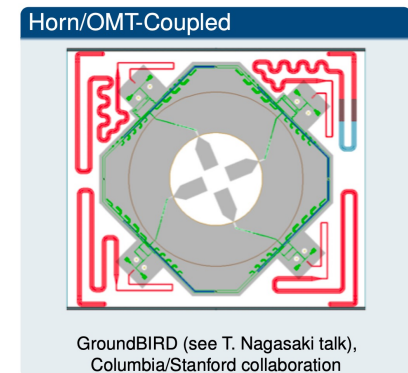 Horn/OMT-Coupled
GroundBIRD (see T. Nagasaki talk),
Columbia/Stanford collaboration